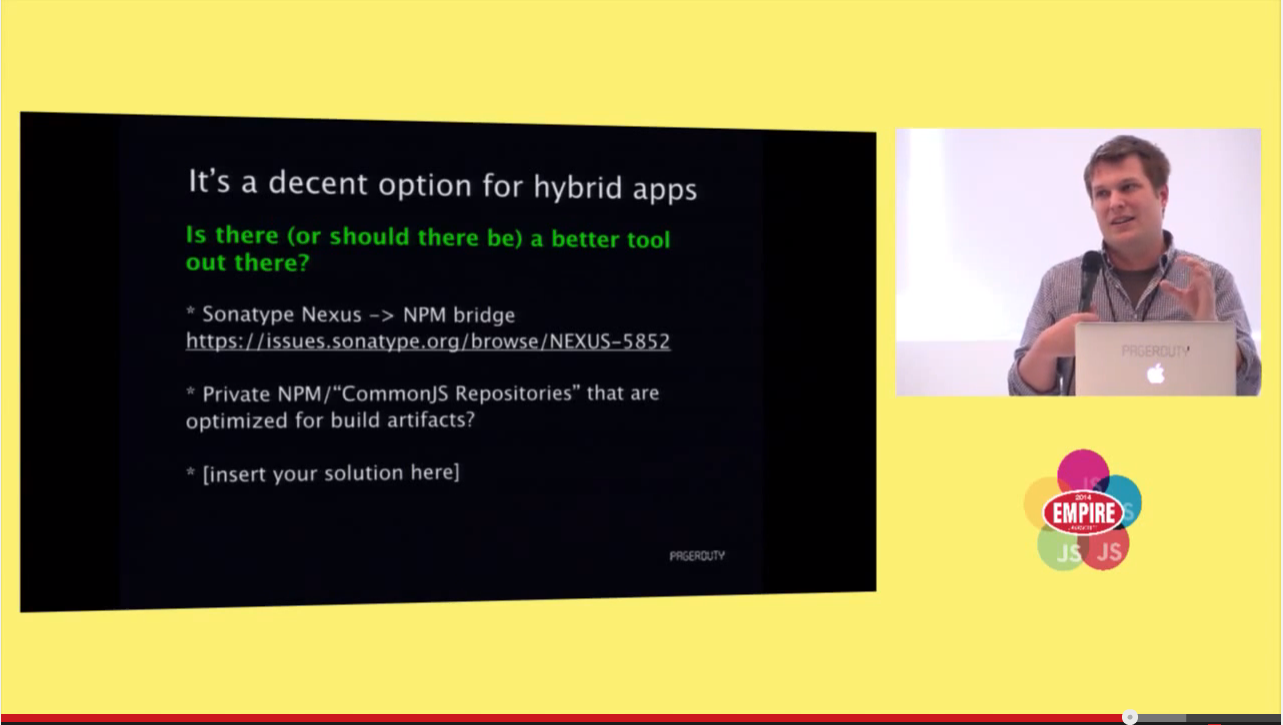 It's a decent option for hybrid apps
Is there (or should there be) a better tool
out there?
* Sonatype Nexus -> NPM bridge
https://issues.sonatype.org/browse/NEXUS-5852
* Private NPM/“CommonJS Repositories” that are
optimized for build artifacts?
* [insert your solution here]
PAGERDUTY
PAGERDUTY
JS
2014
EMPIRE
JS
JS